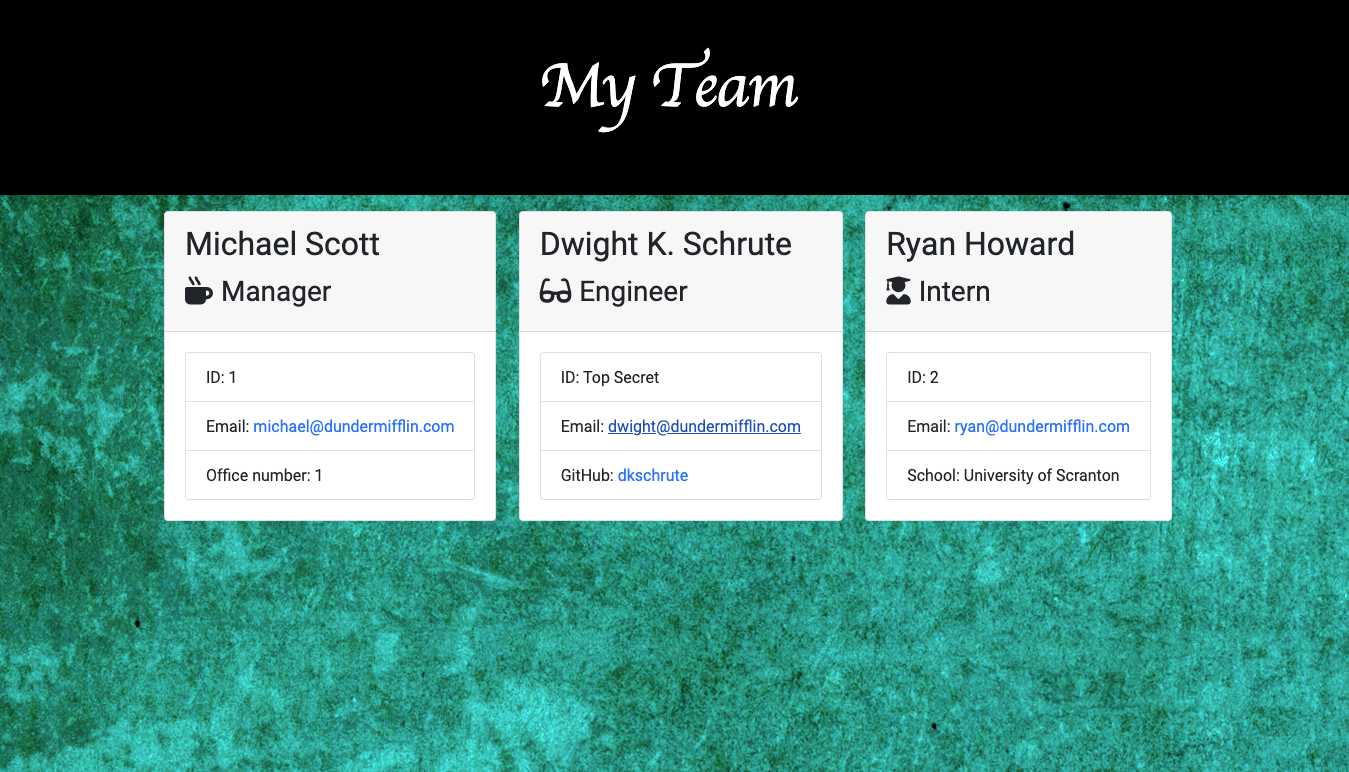 My Team
Michael Scott
Manager
ID: 1
Email: michael@dundermifflin.com
Office number: 1
Dwight K. Schrute
Engineer
ID: Top Secret
Email: dwight@dundermifflin.com
GitHub: dkschrute
Ryan Howard
Intern
ID: 2
Email: ryan@dundermifflin.com
School: University of Scranton